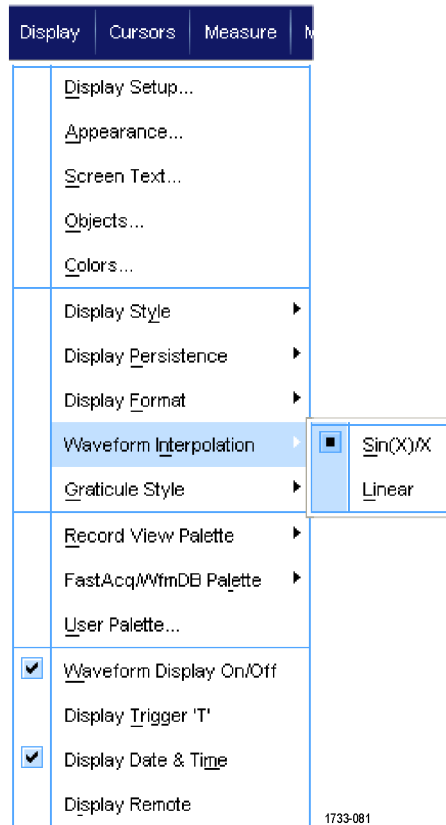 Display Cursors Measure
Display Setup...
Appearance...
Screen Text...
Objects...
Colors...
Display Style
Display Persistence
Display Format
Waveform Interpolation
Sin(X)/X
Linear
Graticule Style
Record View Palette
FastAcq/WfmDB Palette
User Palette...
Waveform Display On/Off
Display Trigger 'T'
Display Date & Time
Display Remote
1733-081